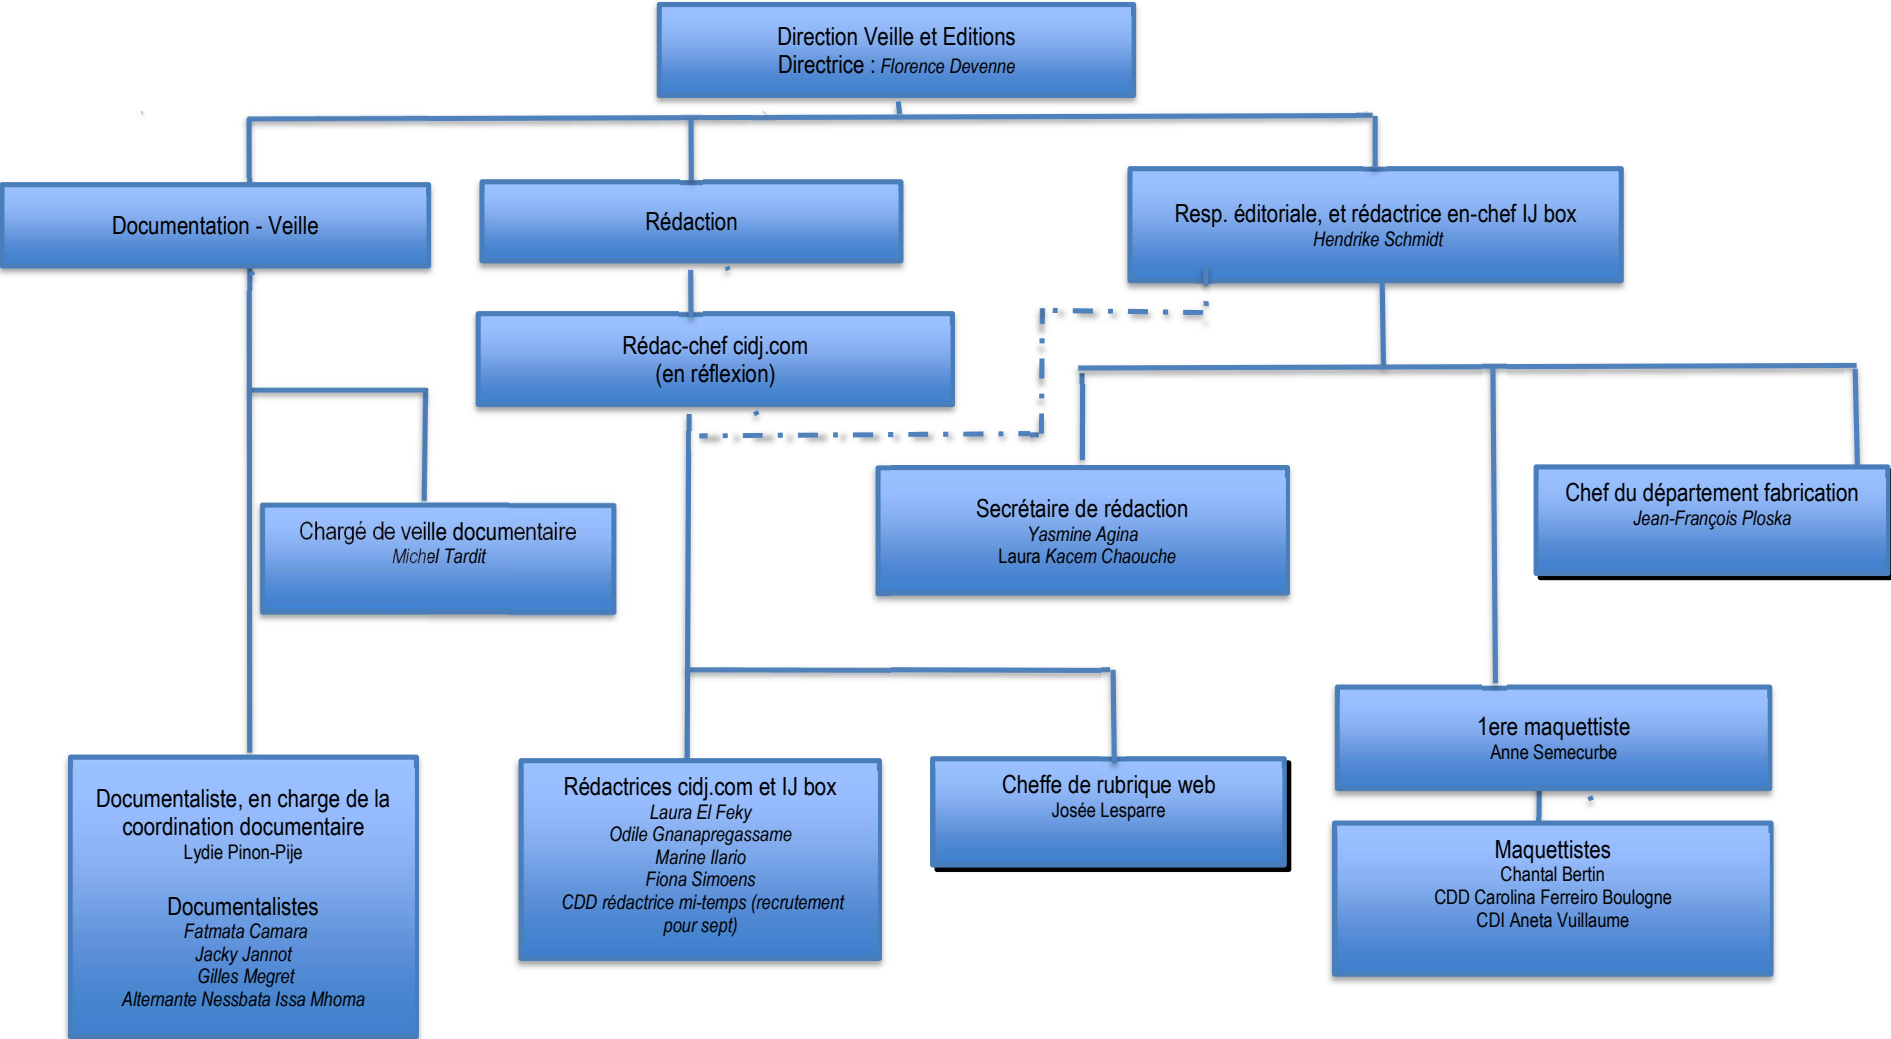 Direction Veille et Editions
Directrice : Florence Devenne
Documentation - Veille
Rédaction
Resp. éditoriale, et rédactrice en-chef IJ box
Hendrike Schmidt
Rédac-chef cidj.com
(en réflexion)
Chargé de veille documentaire
Michel Tardit
Secrétaire de rédaction
Yasmine Agina
Laura Kacem Chaouche
Chef du département fabrication
Jean-François Ploska
1ere maquettiste
Anne Semecurbe
Documentaliste, en charge de la
coordination documentaire
Lydie Pinon-Pije
Documentalistes
Fatmata Camara
Jacky Jannot
Gilles Megret
Alternante Nessbata Issa Mhoma
Rédactrices cidj.com et IJ box
Laura El Feky
Odile Gnanapregassame
Marine Ilario
Fiona Simoens
CDD rédactrice mi-temps (recrutement
pour sept)
Cheffe de rubrique web
Josée Lesparre
Maquettistes
Chantal Bertin
CDD Carolina Ferreiro Boulogne
CDI Aneta Vuillaume